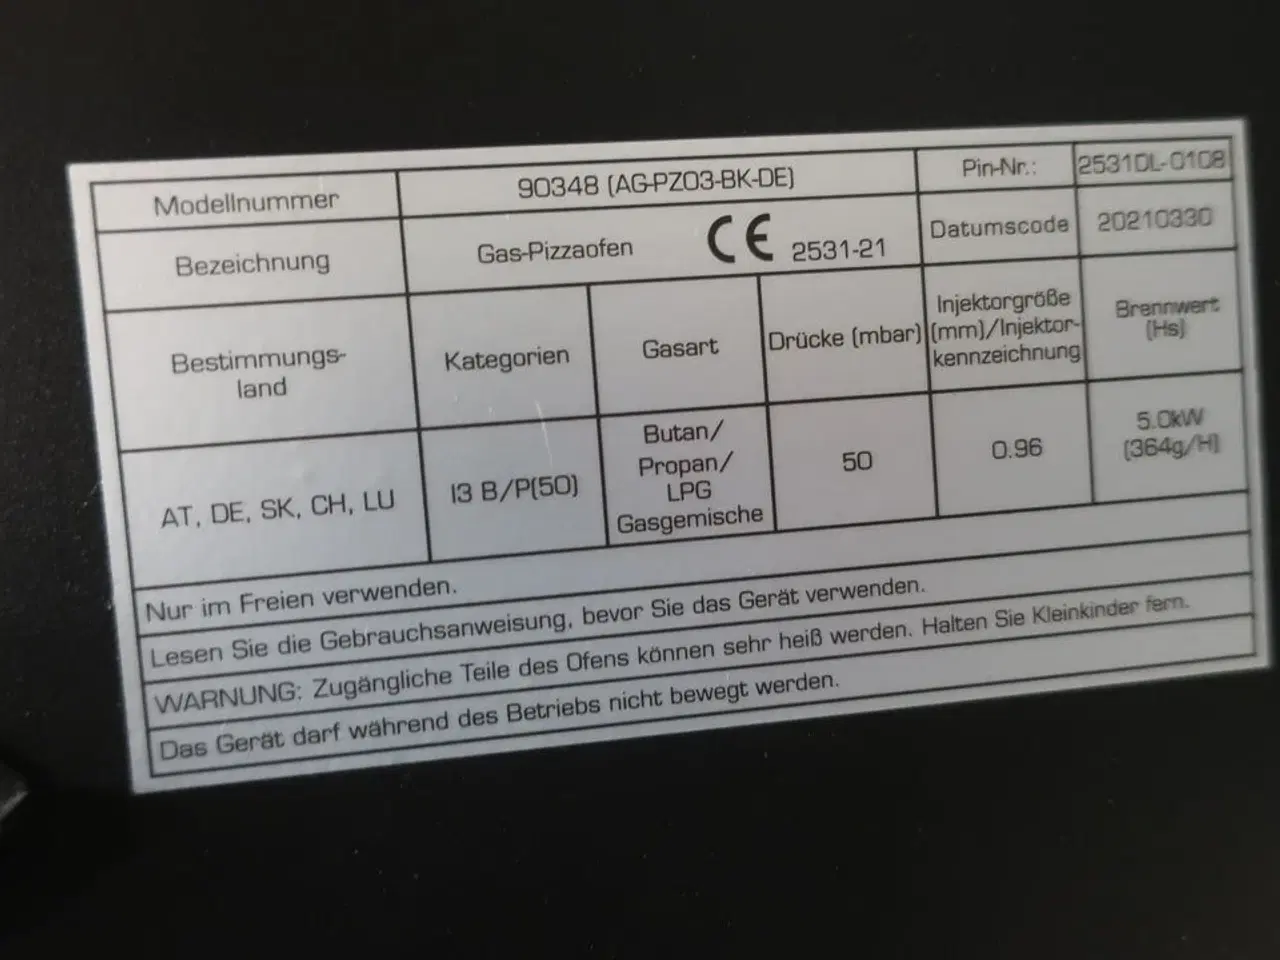 Modellnummer 90348 (AG-PZ03-BK-DE) Pin-Nr.: 2531DL-0108
Bezeichnung Gas-Pizzaofen CE 2531-21 Datumscode 20210330
Bestimmungs-
land
Kategorien
Gasart
Drücke (mbar)
Injektorgröße
(mm)/Injektor-
kennzeichnung
Brennwert
(Hs)
AT, DE, SK, CH, LU
I3 B/P(50)
Butan/
Propan/
LPG
Gasgemische
50
0.96
5.0kW
(364g/H)
Nur im Freien verwenden.
Lesen Sie die Gebrauchsanweisung, bevor Sie das Gerät verwenden.
WARNUNG: Zugängliche Teile des Ofens können sehr heiß werden. Halten Sie Kleinkinder fern.
Das Gerät darf während des Betriebs nicht bewegt werden.